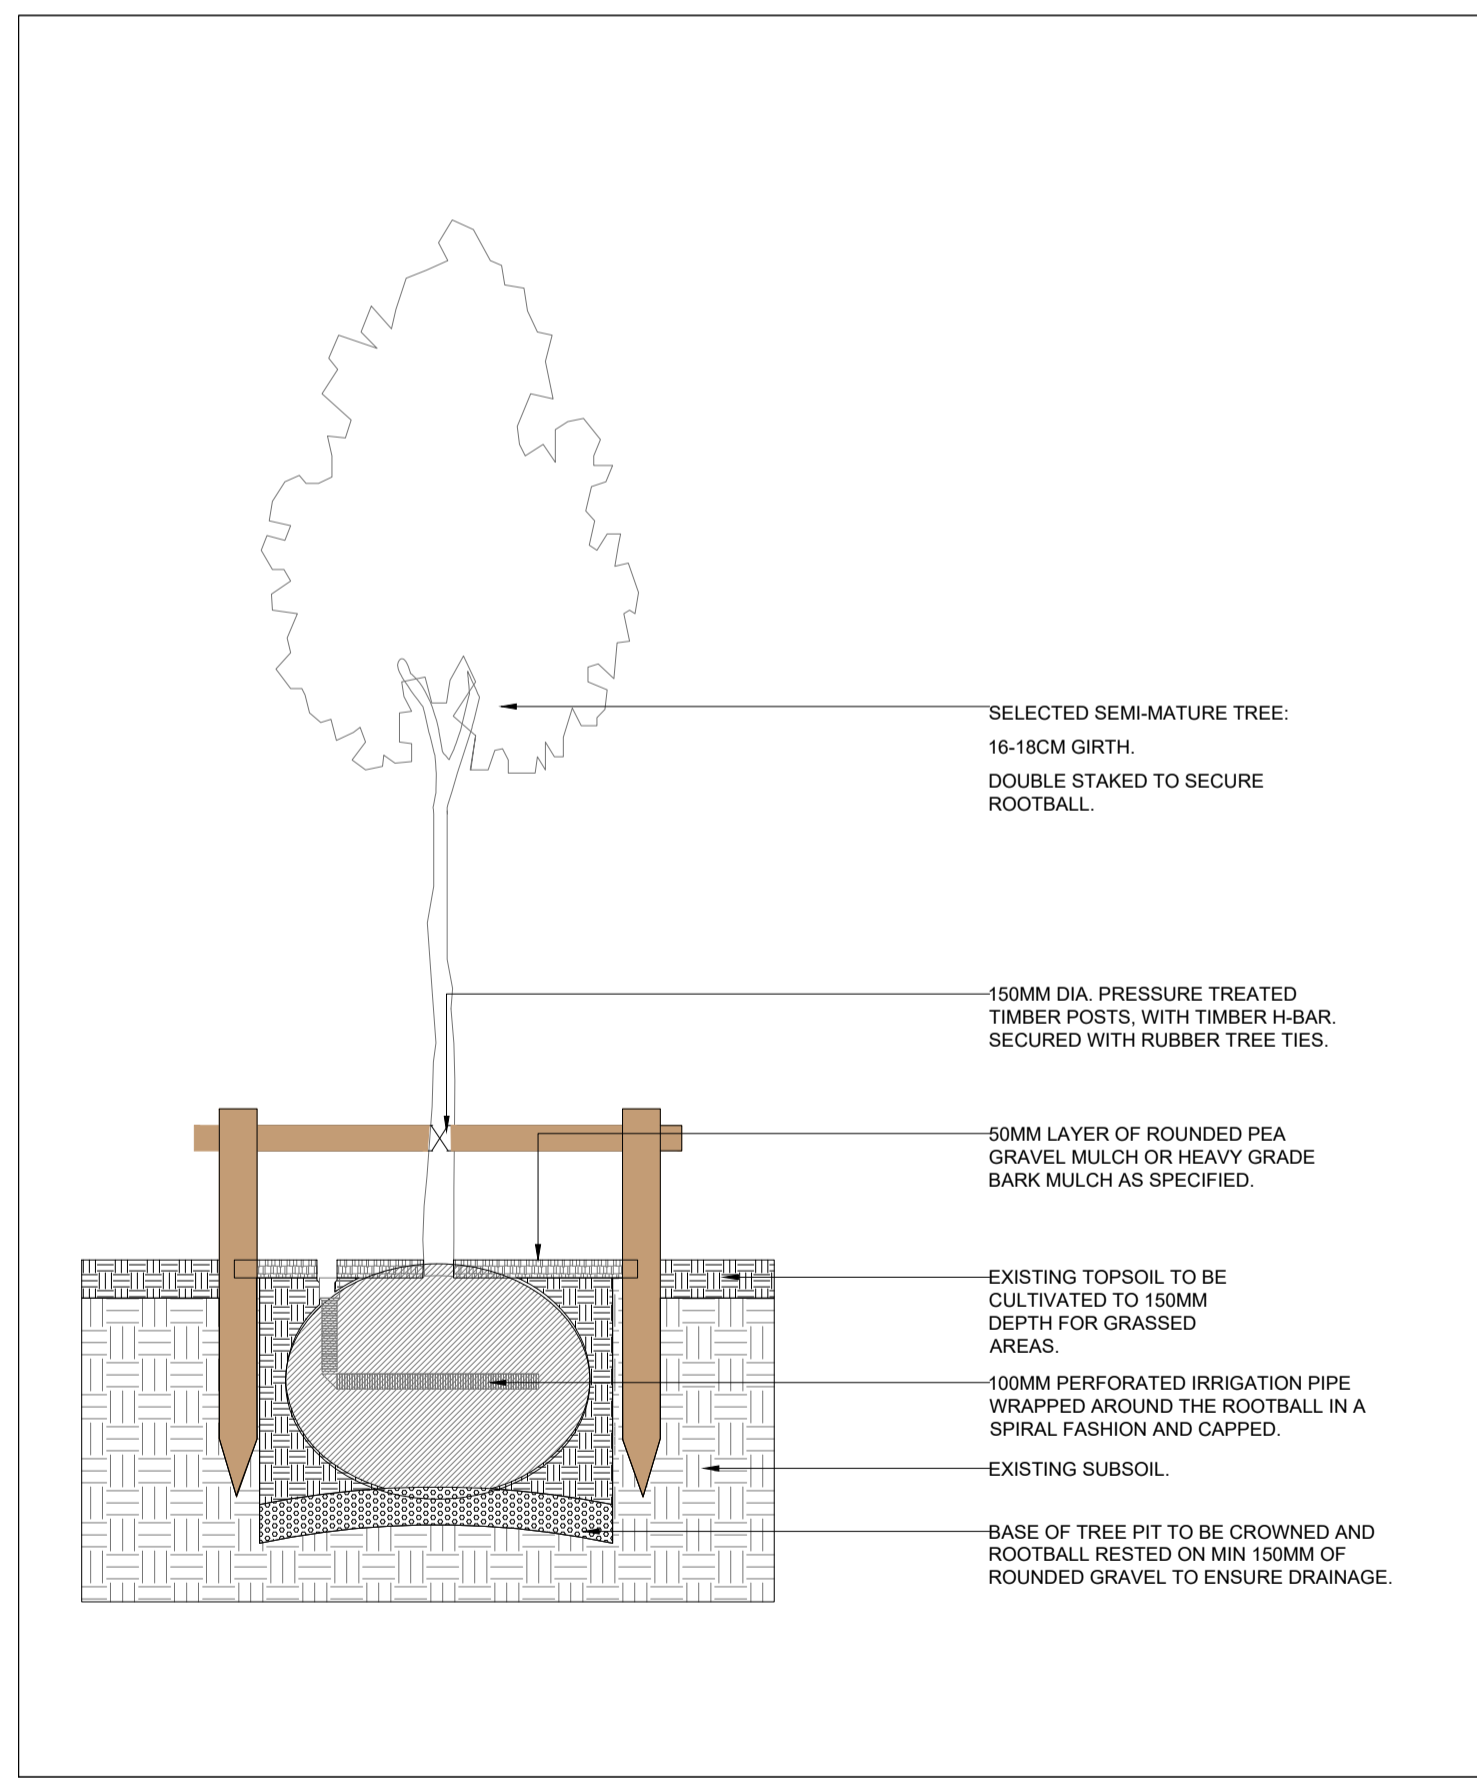 SELECTED SEMI-MATURE TREE:
16-18CM GIRTH.
DOUBLE STAKED TO SECURE
ROOTBALL.
150MM DIA. PRESSURE TREATED
TIMBER POSTS, WITH TIMBER H-BAR.
SECURED WITH RUBBER TREE TIES.
50MM LAYER OF ROUNDED PEA
GRAVEL MULCH OR HEAVY GRADE
BARK MULCH AS SPECIFIED.
EXISTING TOPSOIL TO BE
CULTIVATED TO 150MM
DEPTH FOR GRASSED
AREAS.
100MM PERFORATED IRRIGATION PIPE
WRAPPED AROUND THE ROOTBALL IN A
SPIRAL FASHION AND CAPPED.
EXISTING SUBSOIL.
BASE OF TREE PIT TO BE CROWNED AND
ROOTBALL RESTED ON MIN 150MM OF
ROUNDED GRAVEL TO ENSURE DRAINAGE.